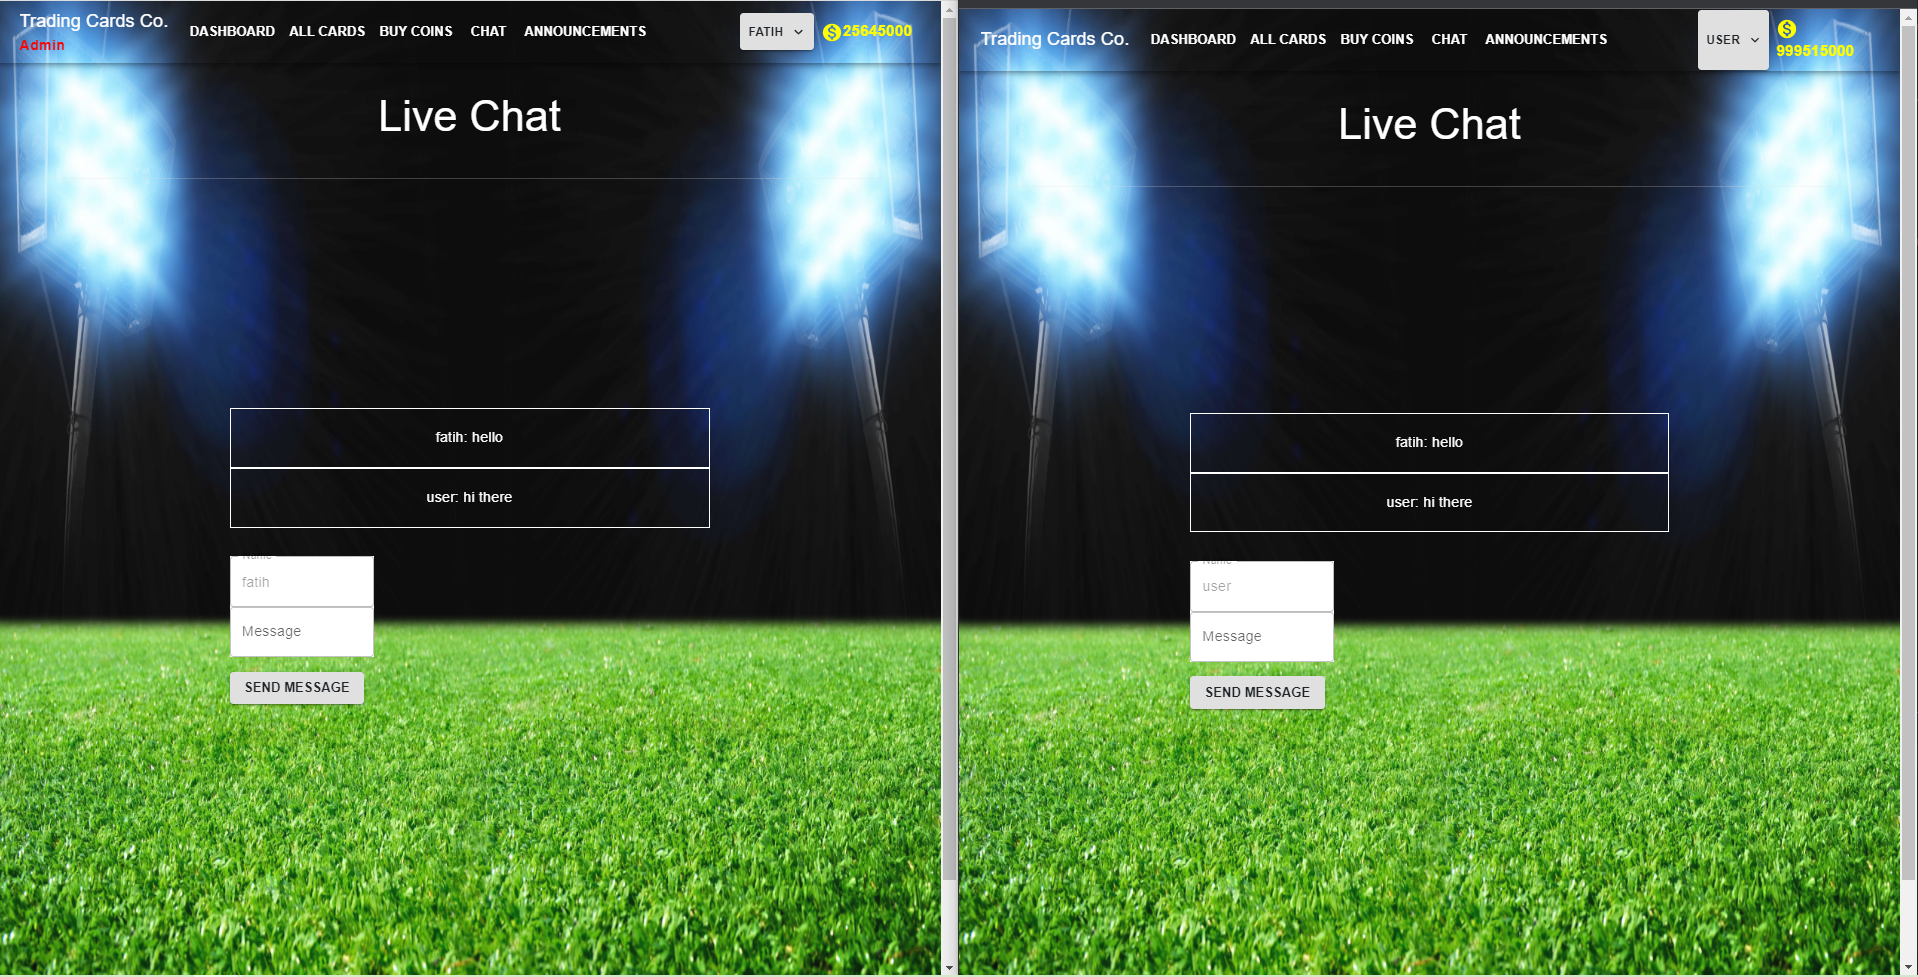 Trading Cards Co.
Admin
DASHBOARD ALL CARDS BUY COINS CHAT ANNOUNCEMENTS
FATIH
$ 25645000
Live Chat
fatih: hello
user: hi there
Name
fatih
Message
SEND MESSAGE
Trading Cards Co.
DASHBOARD ALL CARDS BUY COINS CHAT ANNOUNCEMENTS
USER
$
999515000
Live Chat
fatih: hello
user: hi there
Name
user
Message
SEND MESSAGE